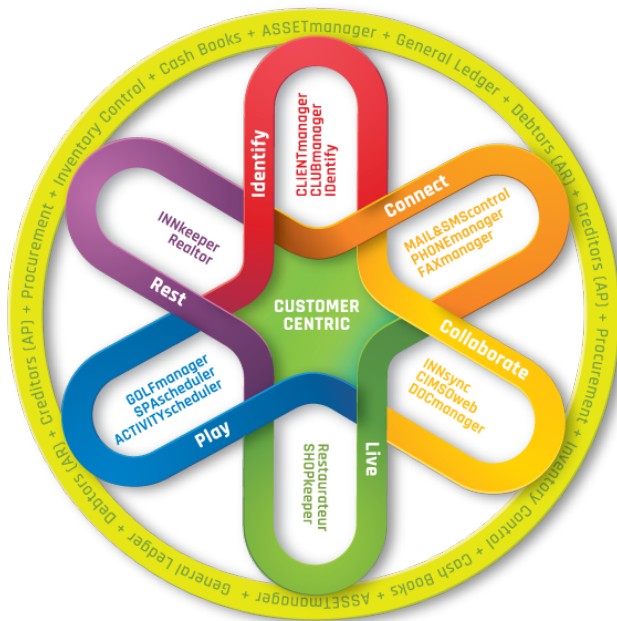 Cash Books + ASSETmanager + General Ledger + Debtors (AR) + Creditors (AP) + Procurement + Inventory Control + Cash Books + ASSETmanager + General Ledger + Debtors (AR) + Creditors (AP) + Procurement + Inventory Control +
Identify
CLIENTmanager
CLUBmanager
IDentify
Connect
MAIL&SMScontrol
PHONEmanager
FAXmanager
Collaborate
INNsync
CiMSOweb
DOCmanager
Live
Restaurateur
SHOPkeeper
Play
GOLFmanager
SPAscheduler
ACTIVITYscheduler
Rest
INNkeeper
Realtor
CUSTOMER
CENTRIC